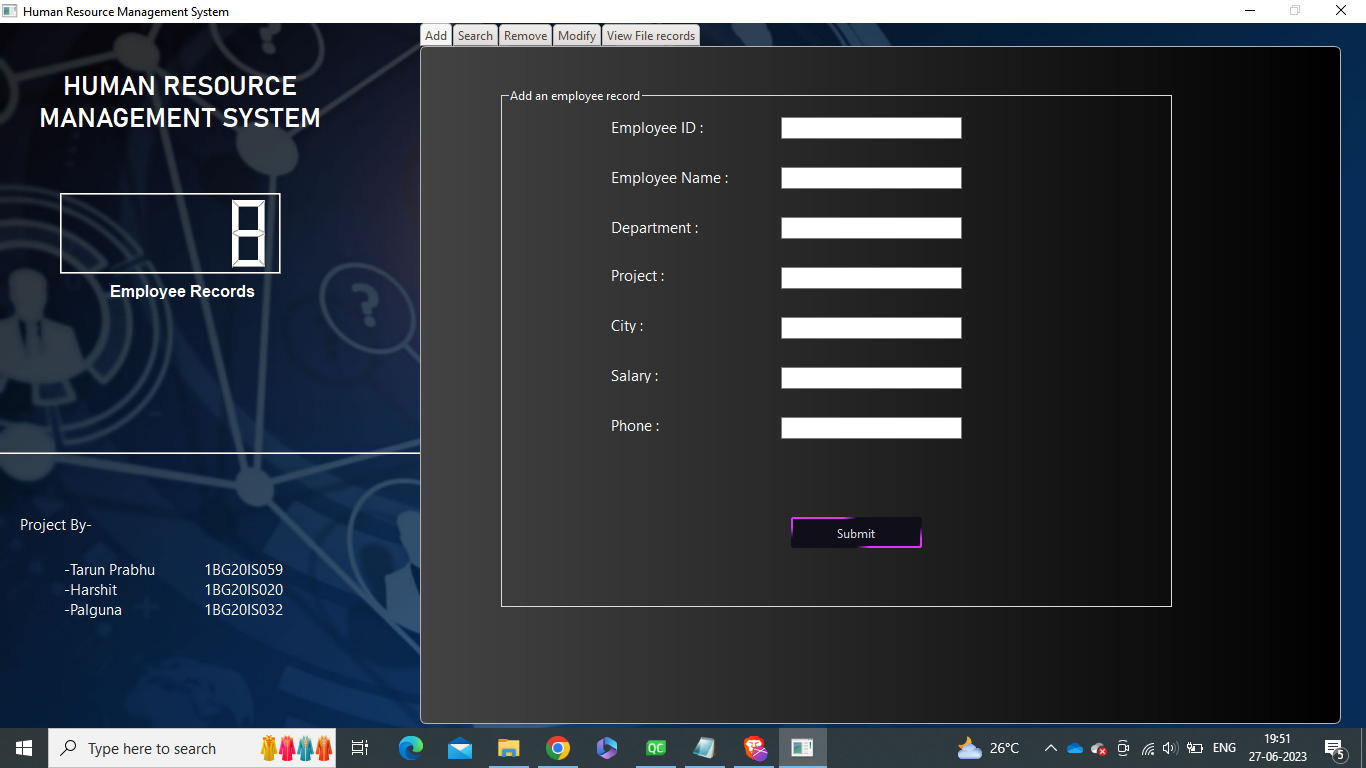 Human Resource Management System
Add
Search
Remove
Modify
View File records
HUMAN RESOURCE
MANAGEMENT SYSTEM
8
Employee Records
Add an employee record
Employee ID :
Employee Name :
Department :
Project :
City :
Salary :
Phone :
Submit
Project By-
-Tarun Prabhu 1BG20IS059
-Harshit 1BG20IS020
-Palguna 1BG20IS032
Type here to search
QC
26°C
ENG
19:51
27-06-2023
5